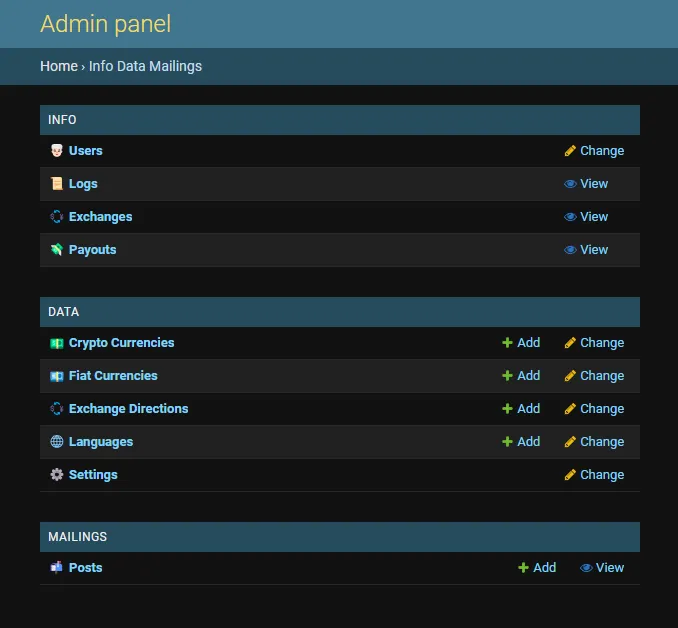 Admin panel
Home › Info Data Mailings
INFO
Users Change
Logs View
Exchanges View
Payouts View
DATA
Crypto Currencies Add Change
Fiat Currencies Add Change
Exchange Directions Add Change
Languages Add Change
Settings Change
MAILINGS
Posts Add View